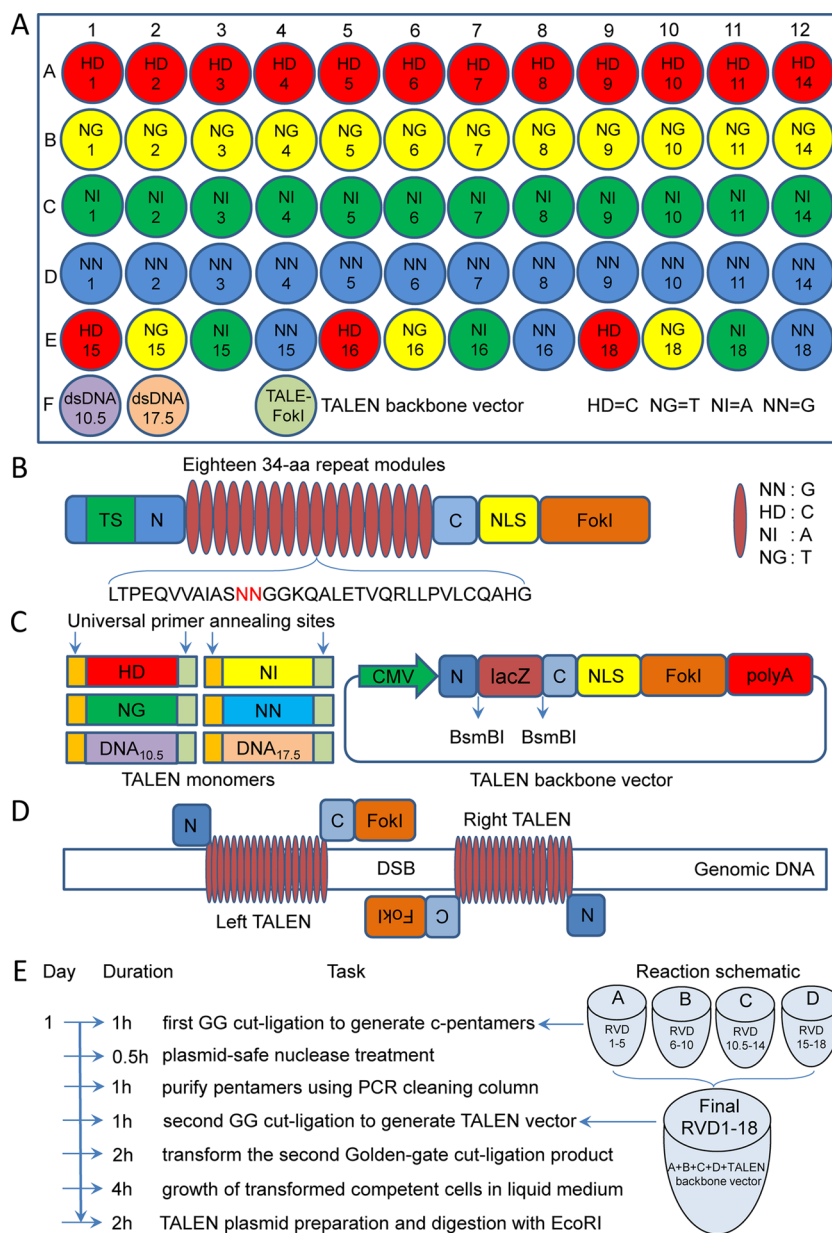 A
1 2 3 4 5 6 7 8 9 10 11 12
A HD 1 HD 2 HD 3 HD 4 HD 5 HD 6 HD 7 HD 8 HD 9 HD 10 HD 11 HD 14
B NG 1 NG 2 NG 3 NG 4 NG 5 NG 6 NG 7 NG 8 NG 9 NG 10 NG 11 NG 14
C NI 1 NI 2 NI 3 NI 4 NI 5 NI 6 NI 7 NI 8 NI 9 NI 10 NI 11 NI 14
D NN 1 NN 2 NN 3 NN 4 NN 5 NN 6 NN 7 NN 8 NN 9 NN 10 NN 11 NN 14
E HD 15 NG 15 NI 15 NN 15 HD 16 NG 16 NI 16 NN 16 HD 18 NG 18 NI 18 NN 18
F dsDNA 10.5 dsDNA 17.5 TALE-FokI TALEN backbone vector HD=C NG=T NI=A NN=G
B
Eighteen 34-aa repeat modules
TS N C NLS FokI
NN : G
HD : C
NI : A
NG : T
LTPEQVVAIASNNGGKQALETVQRLLPVLCQAHG
C
Universal primer annealing sites
HD NI
NG NN
DNA10.5 DNA17.5
TALEN monomers
CMV N lacZ C NLS FokI polyA
BsmBI BsmBI
TALEN backbone vector
D
N C FokI Right TALEN
DSB Genomic DNA
Left TALEN FokI C N
E
Day Duration Task Reaction schematic
1 1h first GG cut-ligation to generate c-pentamers
0.5h plasmid-safe nuclease treatment
1h purify pentamers using PCR cleaning column
1h second GG cut-ligation to generate TALEN vector
2h transform the second Golden-gate cut-ligation product
4h growth of transformed competent cells in liquid medium
2h TALEN plasmid preparation and digestion with EcoRI
A B C D
RVD RVD RVD RVD
1-5 6-10 10.5-14 15-18
Final
RVD1-18
A+B+C+D+TALEN
backbone vector